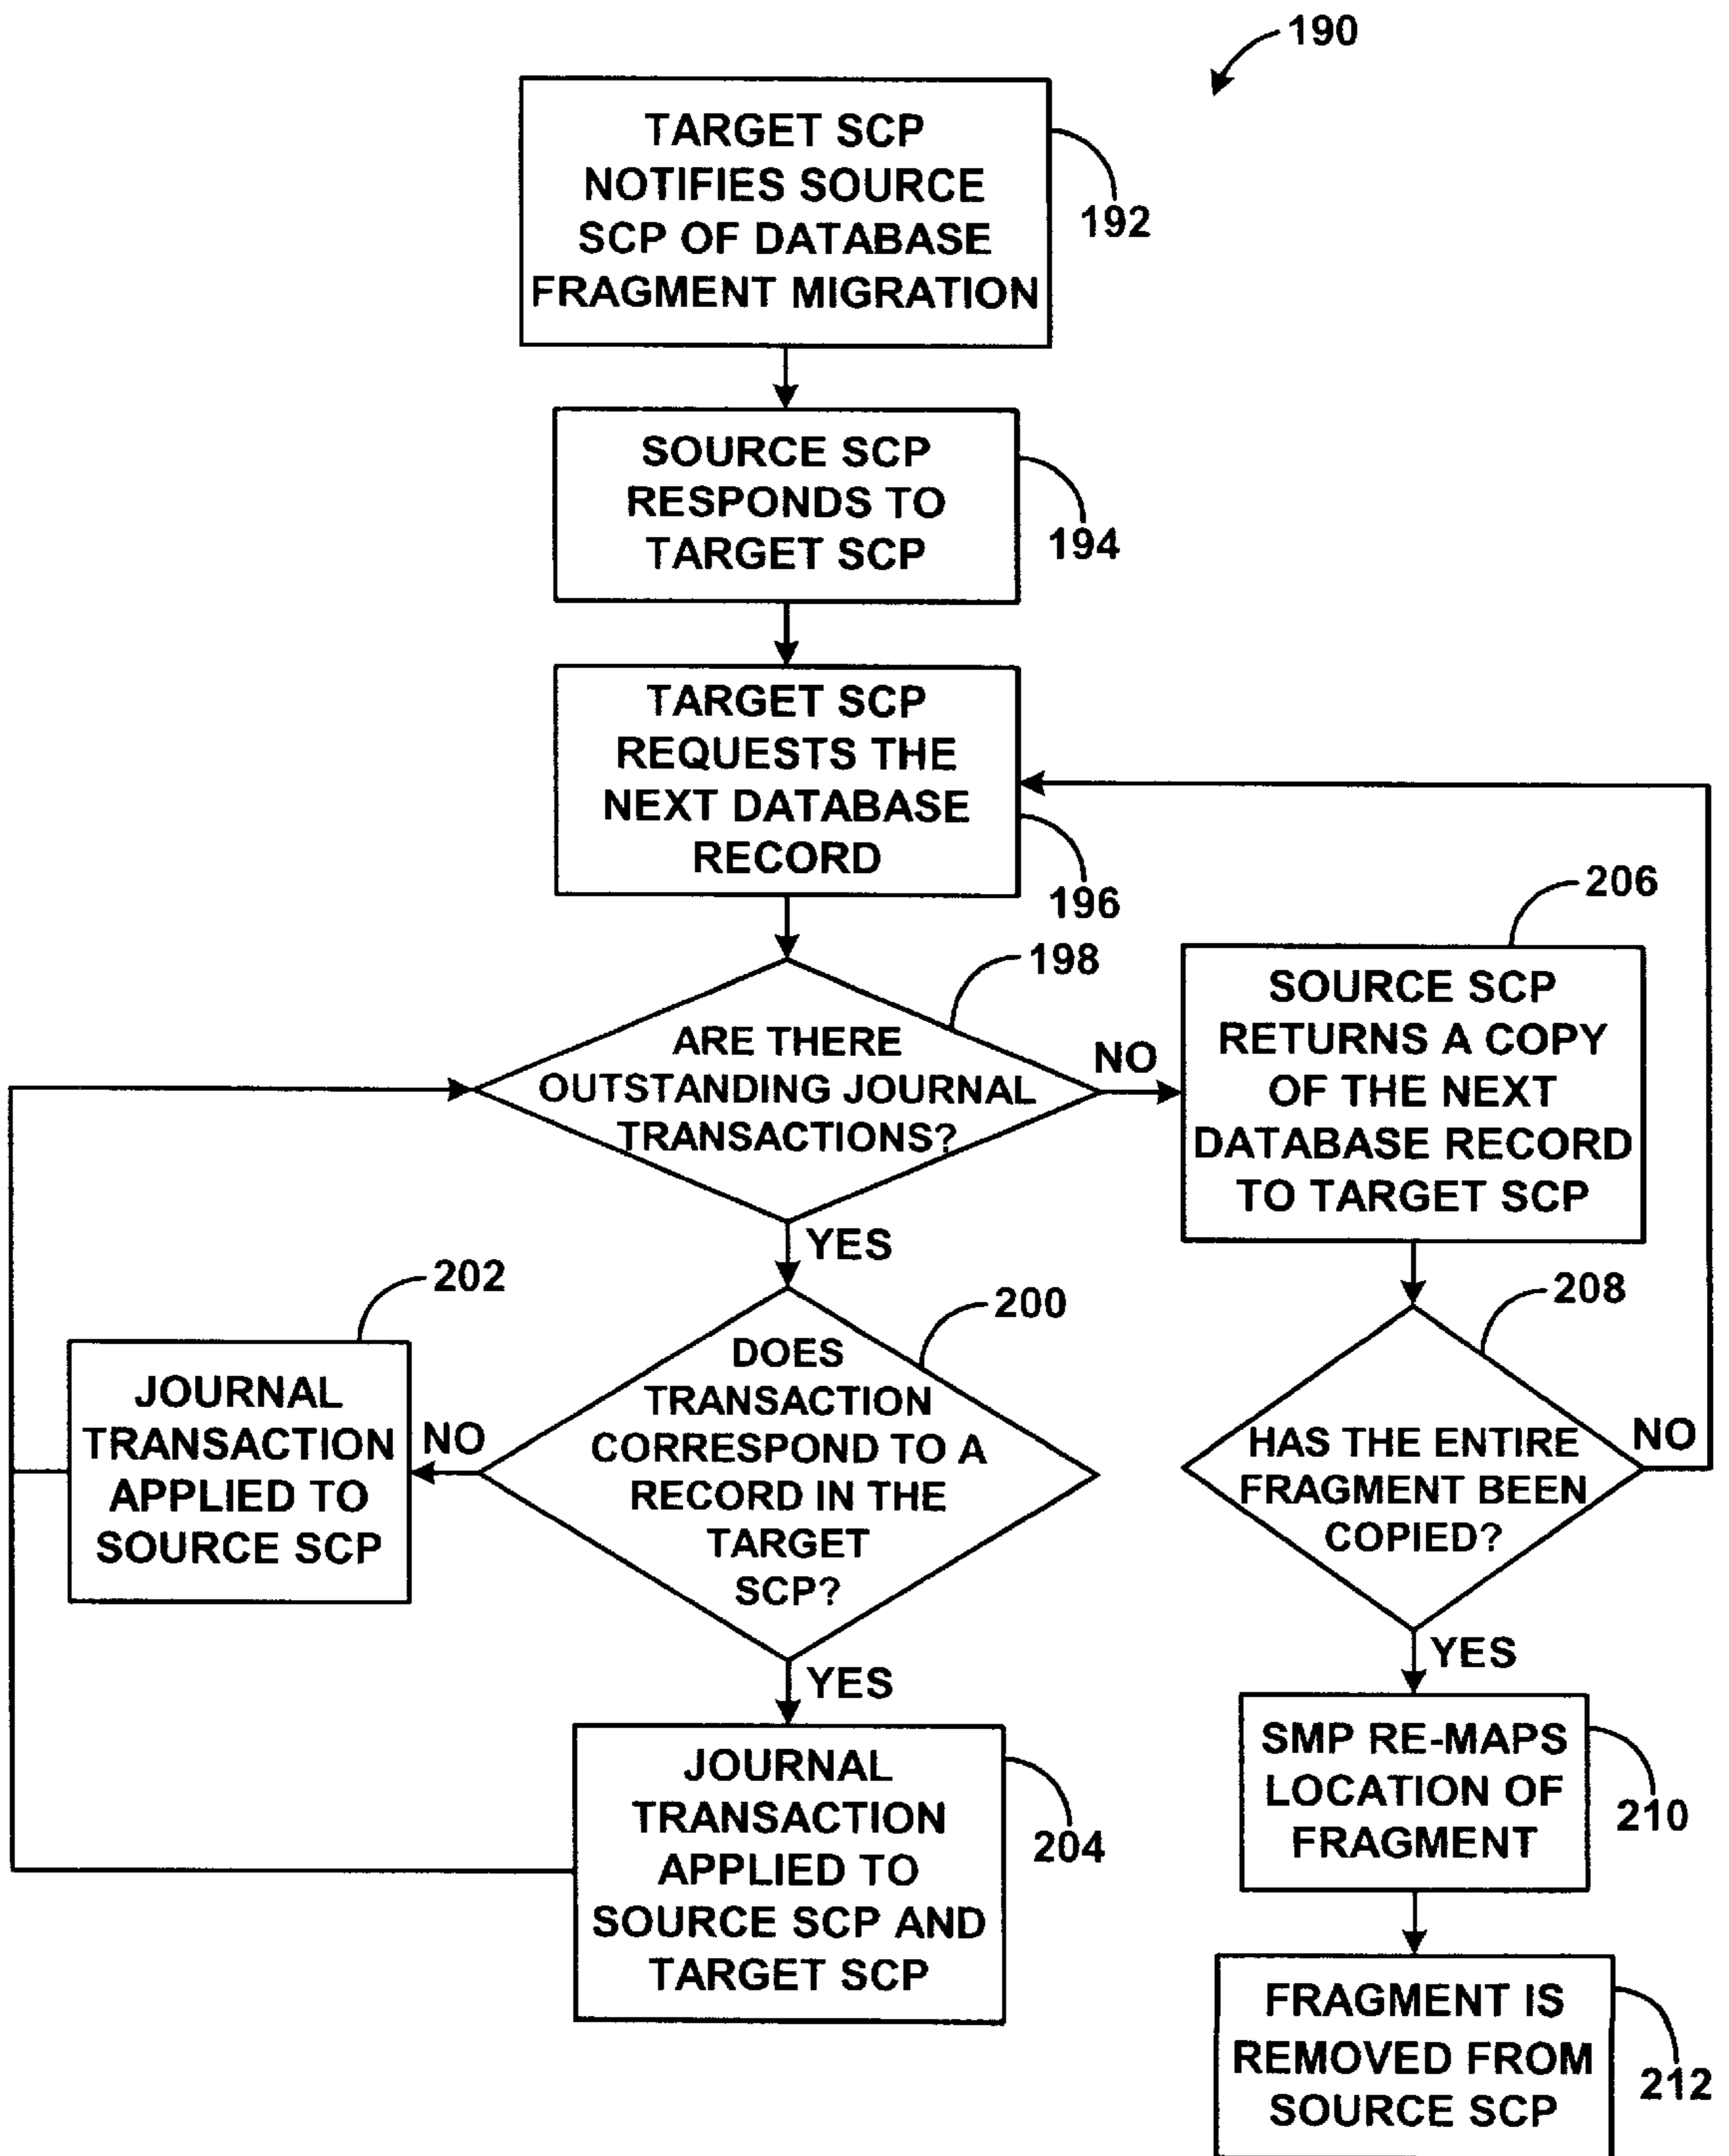 190
TARGET SCP
NOTIFIES SOURCE
SCP OF DATABASE
FRAGMENT MIGRATION
192
SOURCE SCP
RESPONDS TO
TARGET SCP
194
TARGET SCP
REQUESTS THE
NEXT DATABASE
RECORD
196
198
ARE THERE
OUTSTANDING JOURNAL
TRANSACTIONS?
NO
YES
206
SOURCE SCP
RETURNS A COPY
OF THE NEXT
DATABASE RECORD
TO TARGET SCP
202
JOURNAL
TRANSACTION
APPLIED TO
SOURCE SCP
NO
200
DOES
TRANSACTION
CORRESPOND TO A
RECORD IN THE
TARGET
SCP?
YES
208
HAS THE ENTIRE
FRAGMENT BEEN
COPIED?
NO
YES
JOURNAL
TRANSACTION
APPLIED TO
SOURCE SCP AND
TARGET SCP
204
SMP RE-MAPS
LOCATION OF
FRAGMENT
210
FRAGMENT IS
REMOVED FROM
SOURCE SCP
212